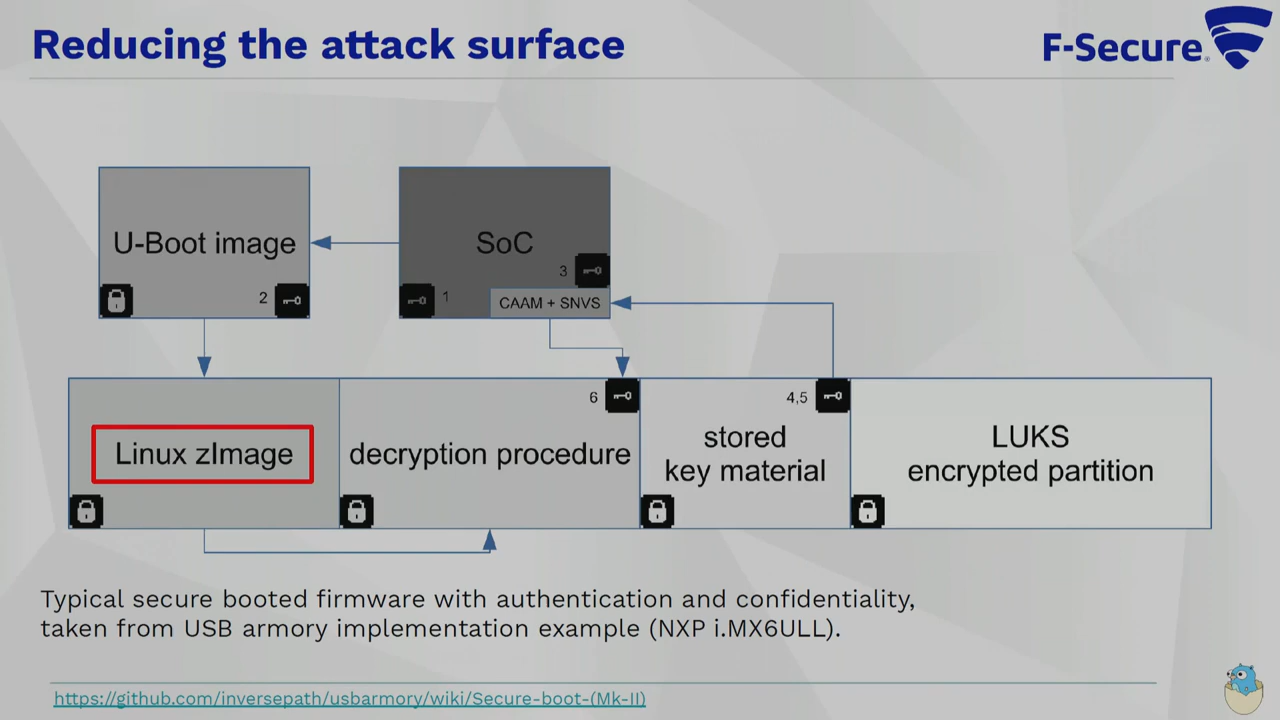 Reducing the attack surface
F-Secure®
U-Boot image
2
SoC
3
1
CAAM + SNVS
Linux zImage
6
decryption procedure
4,5
stored
key material
LUKS
encrypted partition
Typical secure booted firmware with authentication and confidentiality,
taken from USB armory implementation example (NXP i.MX6ULL).
https://github.com/inversepath/usbarmory/wiki/Secure-boot-(Mk-II)